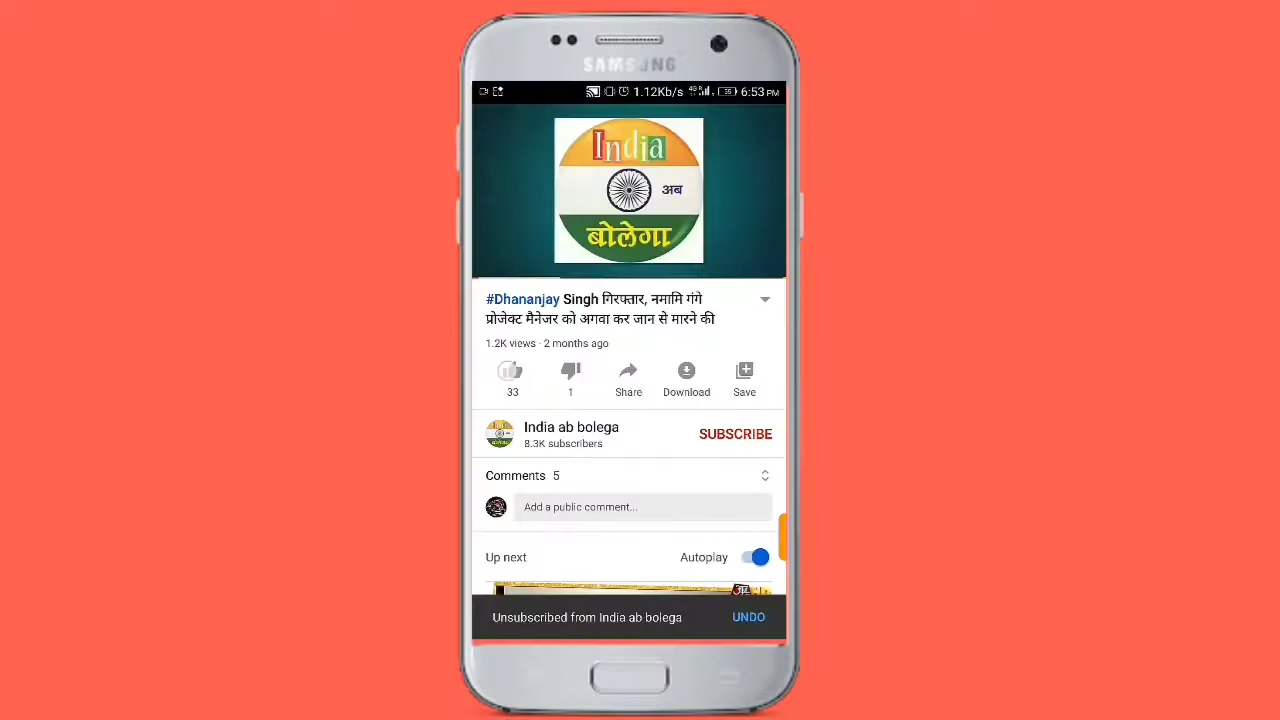 SAMSUNG
1.12Kb/s 4G 35 6:53 PM
India
अब
बोलेगा
#Dhananjay Singh गिरफ्तार, नमामि गंगे
प्रोजेक्ट मैनेजर को अगवा कर जान से मारने की
1.2K views · 2 months ago
33 1 Share Download Save
India ab bolega SUBSCRIBE
8.3K subscribers
Comments 5
Add a public comment...
Up next Autoplay
Unsubscribed from India ab bolega UNDO